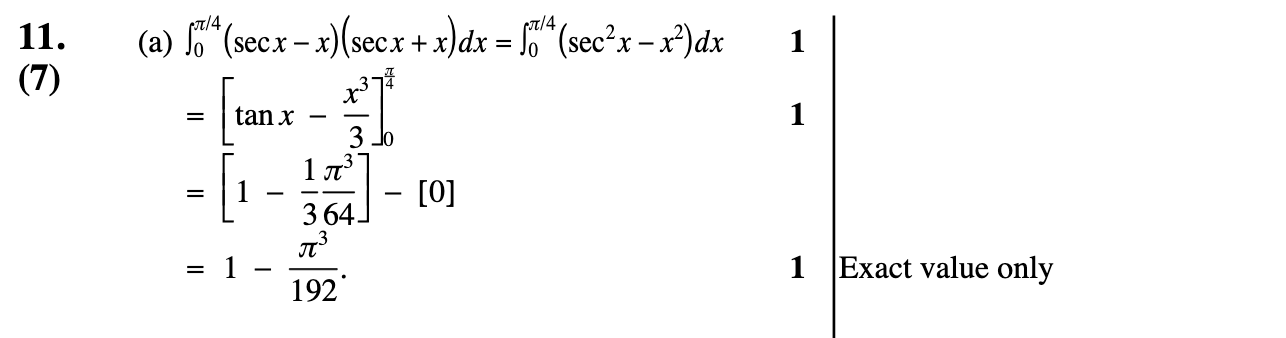 11. (a) ∫₀^{π/4} (sec x − x)(sec x + x) dx = ∫₀^{π/4} (sec² x − x²) dx 1
(7)
= [tan x − x³/3]₀^{π/4} 1
= [1 − 1/3 π³/64] − [0]
= 1 − π³/192. 1 Exact value only